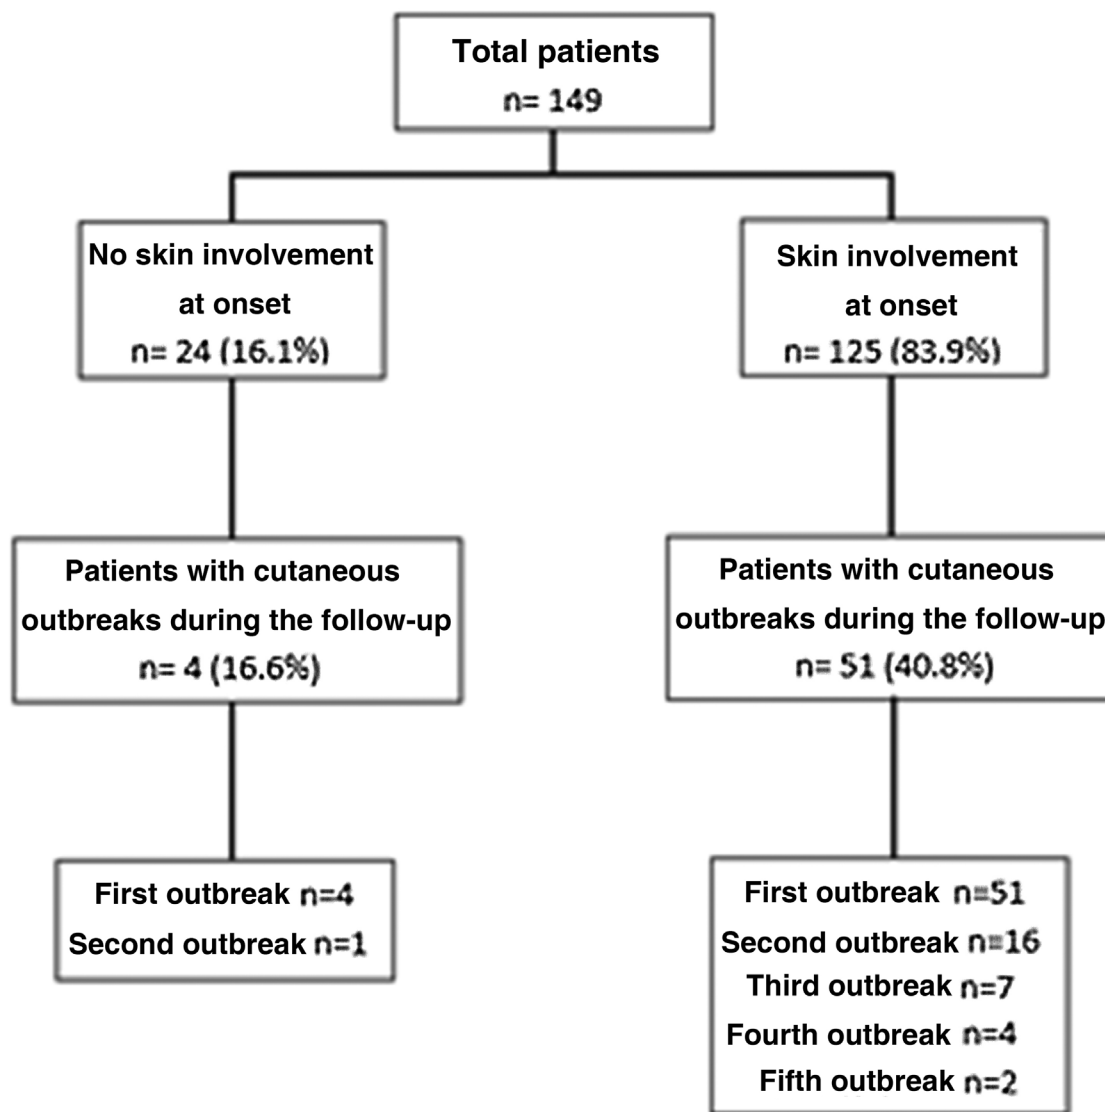 Total patients
n= 149
No skin involvement
at onset
n= 24 (16.1%)
Skin involvement
at onset
n= 125 (83.9%)
Patients with cutaneous
outbreaks during the follow-up
n= 4 (16.6%)
Patients with cutaneous
outbreaks during the follow-up
n= 51 (40.8%)
First outbreak n=4
Second outbreak n=1
First outbreak n=51
Second outbreak n=16
Third outbreak n=7
Fourth outbreak n=4
Fifth outbreak n=2